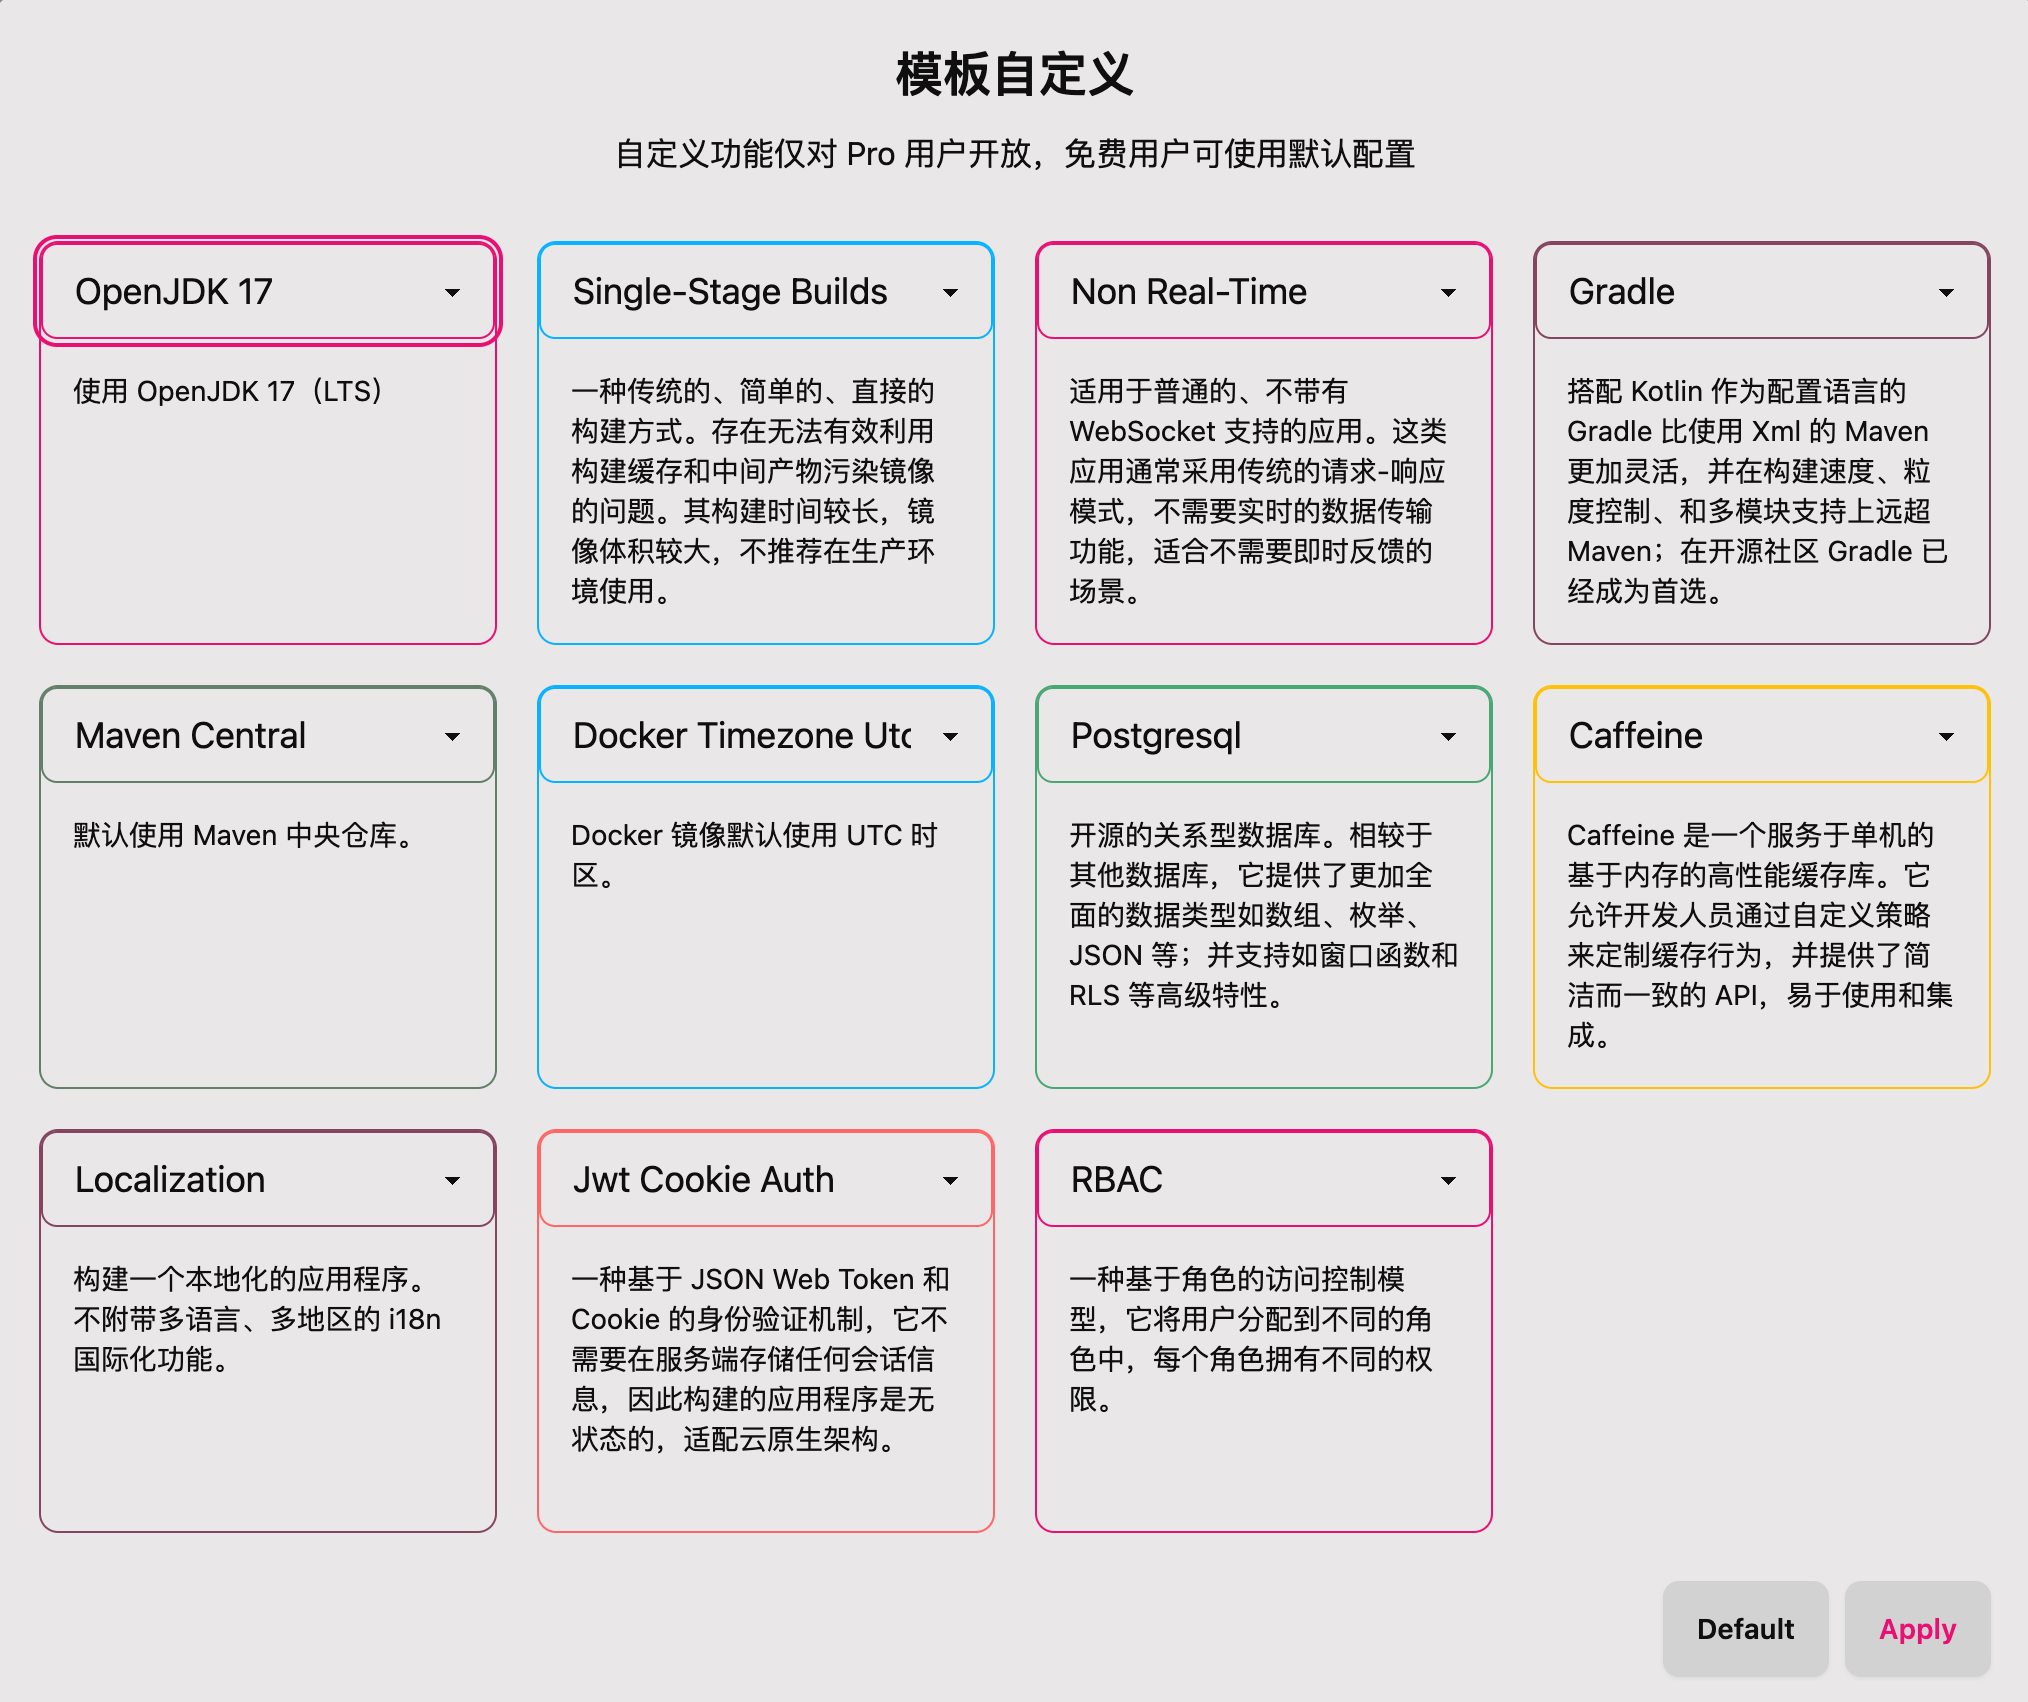 模板自定义
自定义功能仅对 Pro 用户开放，免费用户可使用默认配置
OpenJDK 17
使用 OpenJDK 17（LTS）
Single-Stage Builds
一种传统的、简单的、直接的
构建方式。存在无法有效利用
构建缓存和中间产物污染镜像
的问题。其构建时间较长，镜
像体积较大，不推荐在生产环
境使用。
Non Real-Time
适用于普通的、不带有
WebSocket 支持的应用。这类
应用通常采用传统的请求-响应
模式，不需要实时的数据传输
功能，适合不需要即时反馈的
场景。
Gradle
搭配 Kotlin 作为配置语言的
Gradle 比使用 Xml 的 Maven
更加灵活，并在构建速度、粒
度控制、和多模块支持上远超
Maven；在开源社区 Gradle 已
经成为首选。
Maven Central
默认使用 Maven 中央仓库。
Docker Timezone Utc
Docker 镜像默认使用 UTC 时
区。
Postgresql
开源的关系型数据库。相较于
其他数据库，它提供了更加全
面的数据类型如数组、枚举、
JSON 等；并支持如窗口函数和
RLS 等高级特性。
Caffeine
Caffeine 是一个服务于单机的
基于内存的高性能缓存库。它
允许开发人员通过自定义策略
来定制缓存行为，并提供了简
洁而一致的 API，易于使用和集
成。
Localization
构建一个本地化的应用程序。
不附带多语言、多地区的 i18n
国际化功能。
Jwt Cookie Auth
一种基于 JSON Web Token 和
Cookie 的身份验证机制，它不
需要在服务端存储任何会话信
息，因此构建的应用程序是无
状态的，适配云原生架构。
RBAC
一种基于角色的访问控制模
型，它将用户分配到不同的角
色中，每个角色拥有不同的权
限。
Default
Apply